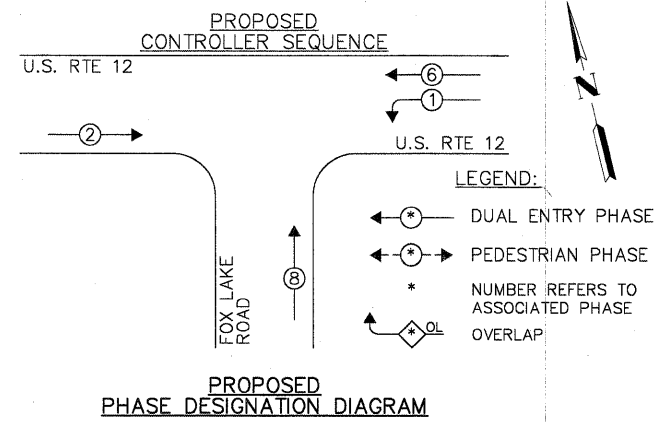 PROPOSED
CONTROLLER SEQUENCE
U.S. RTE 12
6
1
N
2
U.S. RTE 12
LEGEND:
* DUAL ENTRY PHASE
* PEDESTRIAN PHASE
8
* NUMBER REFERS TO
ASSOCIATED PHASE
FOX LAKE
ROAD
* OL OVERLAP
PROPOSED
PHASE DESIGNATION DIAGRAM